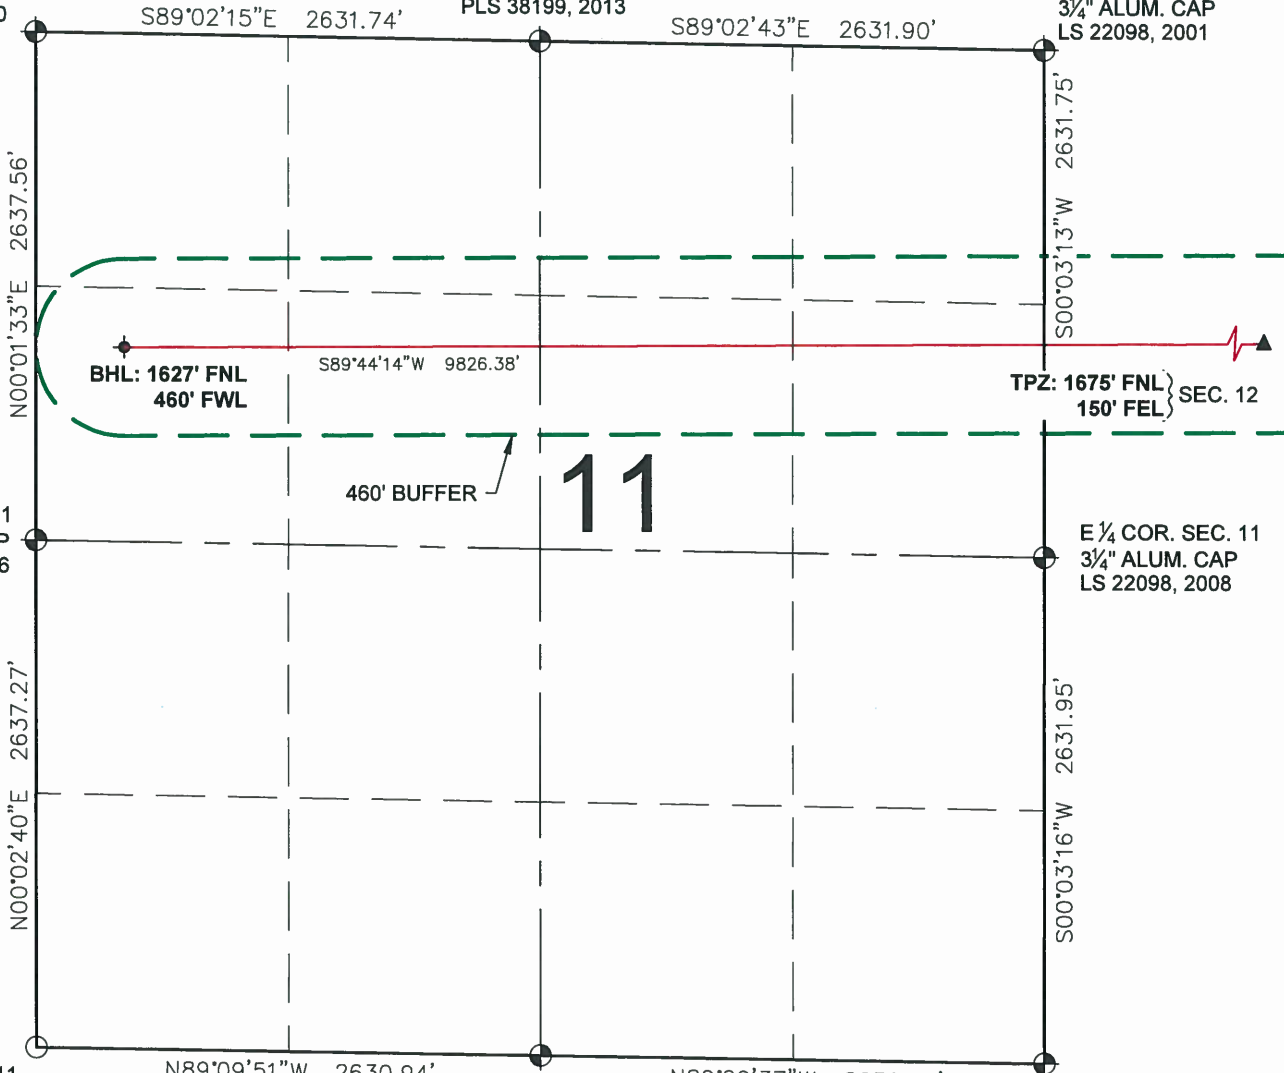 0
S89°02'15"E 2631.74'
PLS 38199, 2013
S89°02'43"E 2631.90'
3¼" ALUM. CAP
LS 22098, 2001
N00°01'33"E 2637.56'
S00°03'13"W 2631.75'
S89°44'14"W 9826.38'
BHL: 1627' FNL
460' FWL
TPZ: 1675' FNL
150' FEL
SEC. 12
460' BUFFER
11
1
6
E ¼ COR. SEC. 11
3¼" ALUM. CAP
LS 22098, 2008
N00°02'40"E 2637.27'
S00°03'16"W 2631.95'
N89°09'51"W 2630.94'